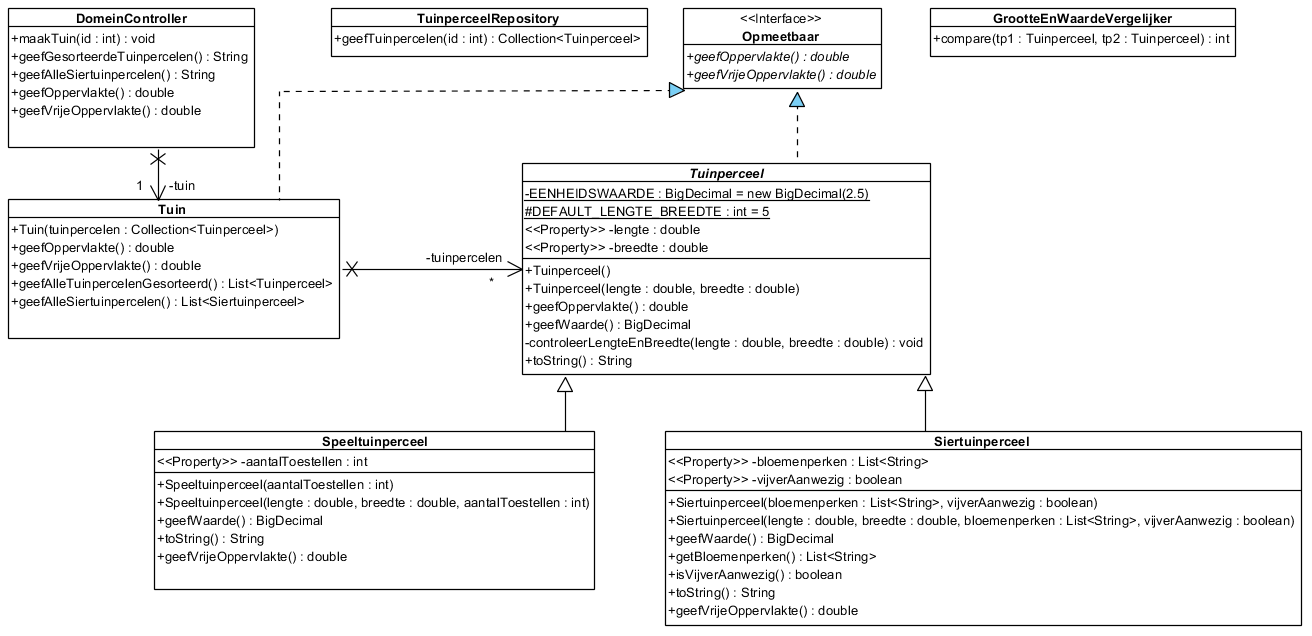 DomeinController
+maakTuin(id : int) : void
+geefGesorteerdeTuinpercelen() : String
+geefAlleSiertuinpercelen() : String
+geefOppervlakte() : double
+geefVrijeOppervlakte() : double
TuinperceelRepository
+geefTuinpercelen(id : int) : Collection<Tuinperceel>
<<Interface>>
Opmeetbaar
+geefOppervlakte() : double
+geefVrijeOppervlakte() : double
GrootteEnWaardeVergelijker
+compare(tp1 : Tuinperceel, tp2 : Tuinperceel) : int
1
-tuin
Tuin
+Tuin(tuinpercelen : Collection<Tuinperceel>)
+geefOppervlakte() : double
+geefVrijeOppervlakte() : double
+geefAlleTuinpercelenGesorteerd() : List<Tuinperceel>
+geefAlleSiertuinpercelen() : List<Siertuinperceel>
-tuinpercelen
*
Tuinperceel
-EENHEIDSWAARDE : BigDecimal = new BigDecimal(2.5)
#DEFAULT_LENGTE_BREEDTE : int = 5
<<Property>> -lengte : double
<<Property>> -breedte : double
+Tuinperceel()
+Tuinperceel(lengte : double, breedte : double)
+geefOppervlakte() : double
+geefWaarde() : BigDecimal
-controleerLengteEnBreedte(lengte : double, breedte : double) : void
+toString() : String
Speeltuinperceel
<<Property>> -aantalToestellen : int
+Speeltuinperceel(aantalToestellen : int)
+Speeltuinperceel(lengte : double, breedte : double, aantalToestellen : int)
+geefWaarde() : BigDecimal
+toString() : String
+geefVrijeOppervlakte() : double
Siertuinperceel
<<Property>> -bloemenperken : List<String>
<<Property>> -vijverAanwezig : boolean
+Siertuinperceel(bloemenperken : List<String>, vijverAanwezig : boolean)
+Siertuinperceel(lengte : double, breedte : double, bloemenperken : List<String>, vijverAanwezig : boolean)
+geefWaarde() : BigDecimal
+getBloemenperken() : List<String>
+isVijverAanwezig() : boolean
+toString() : String
+geefVrijeOppervlakte() : double